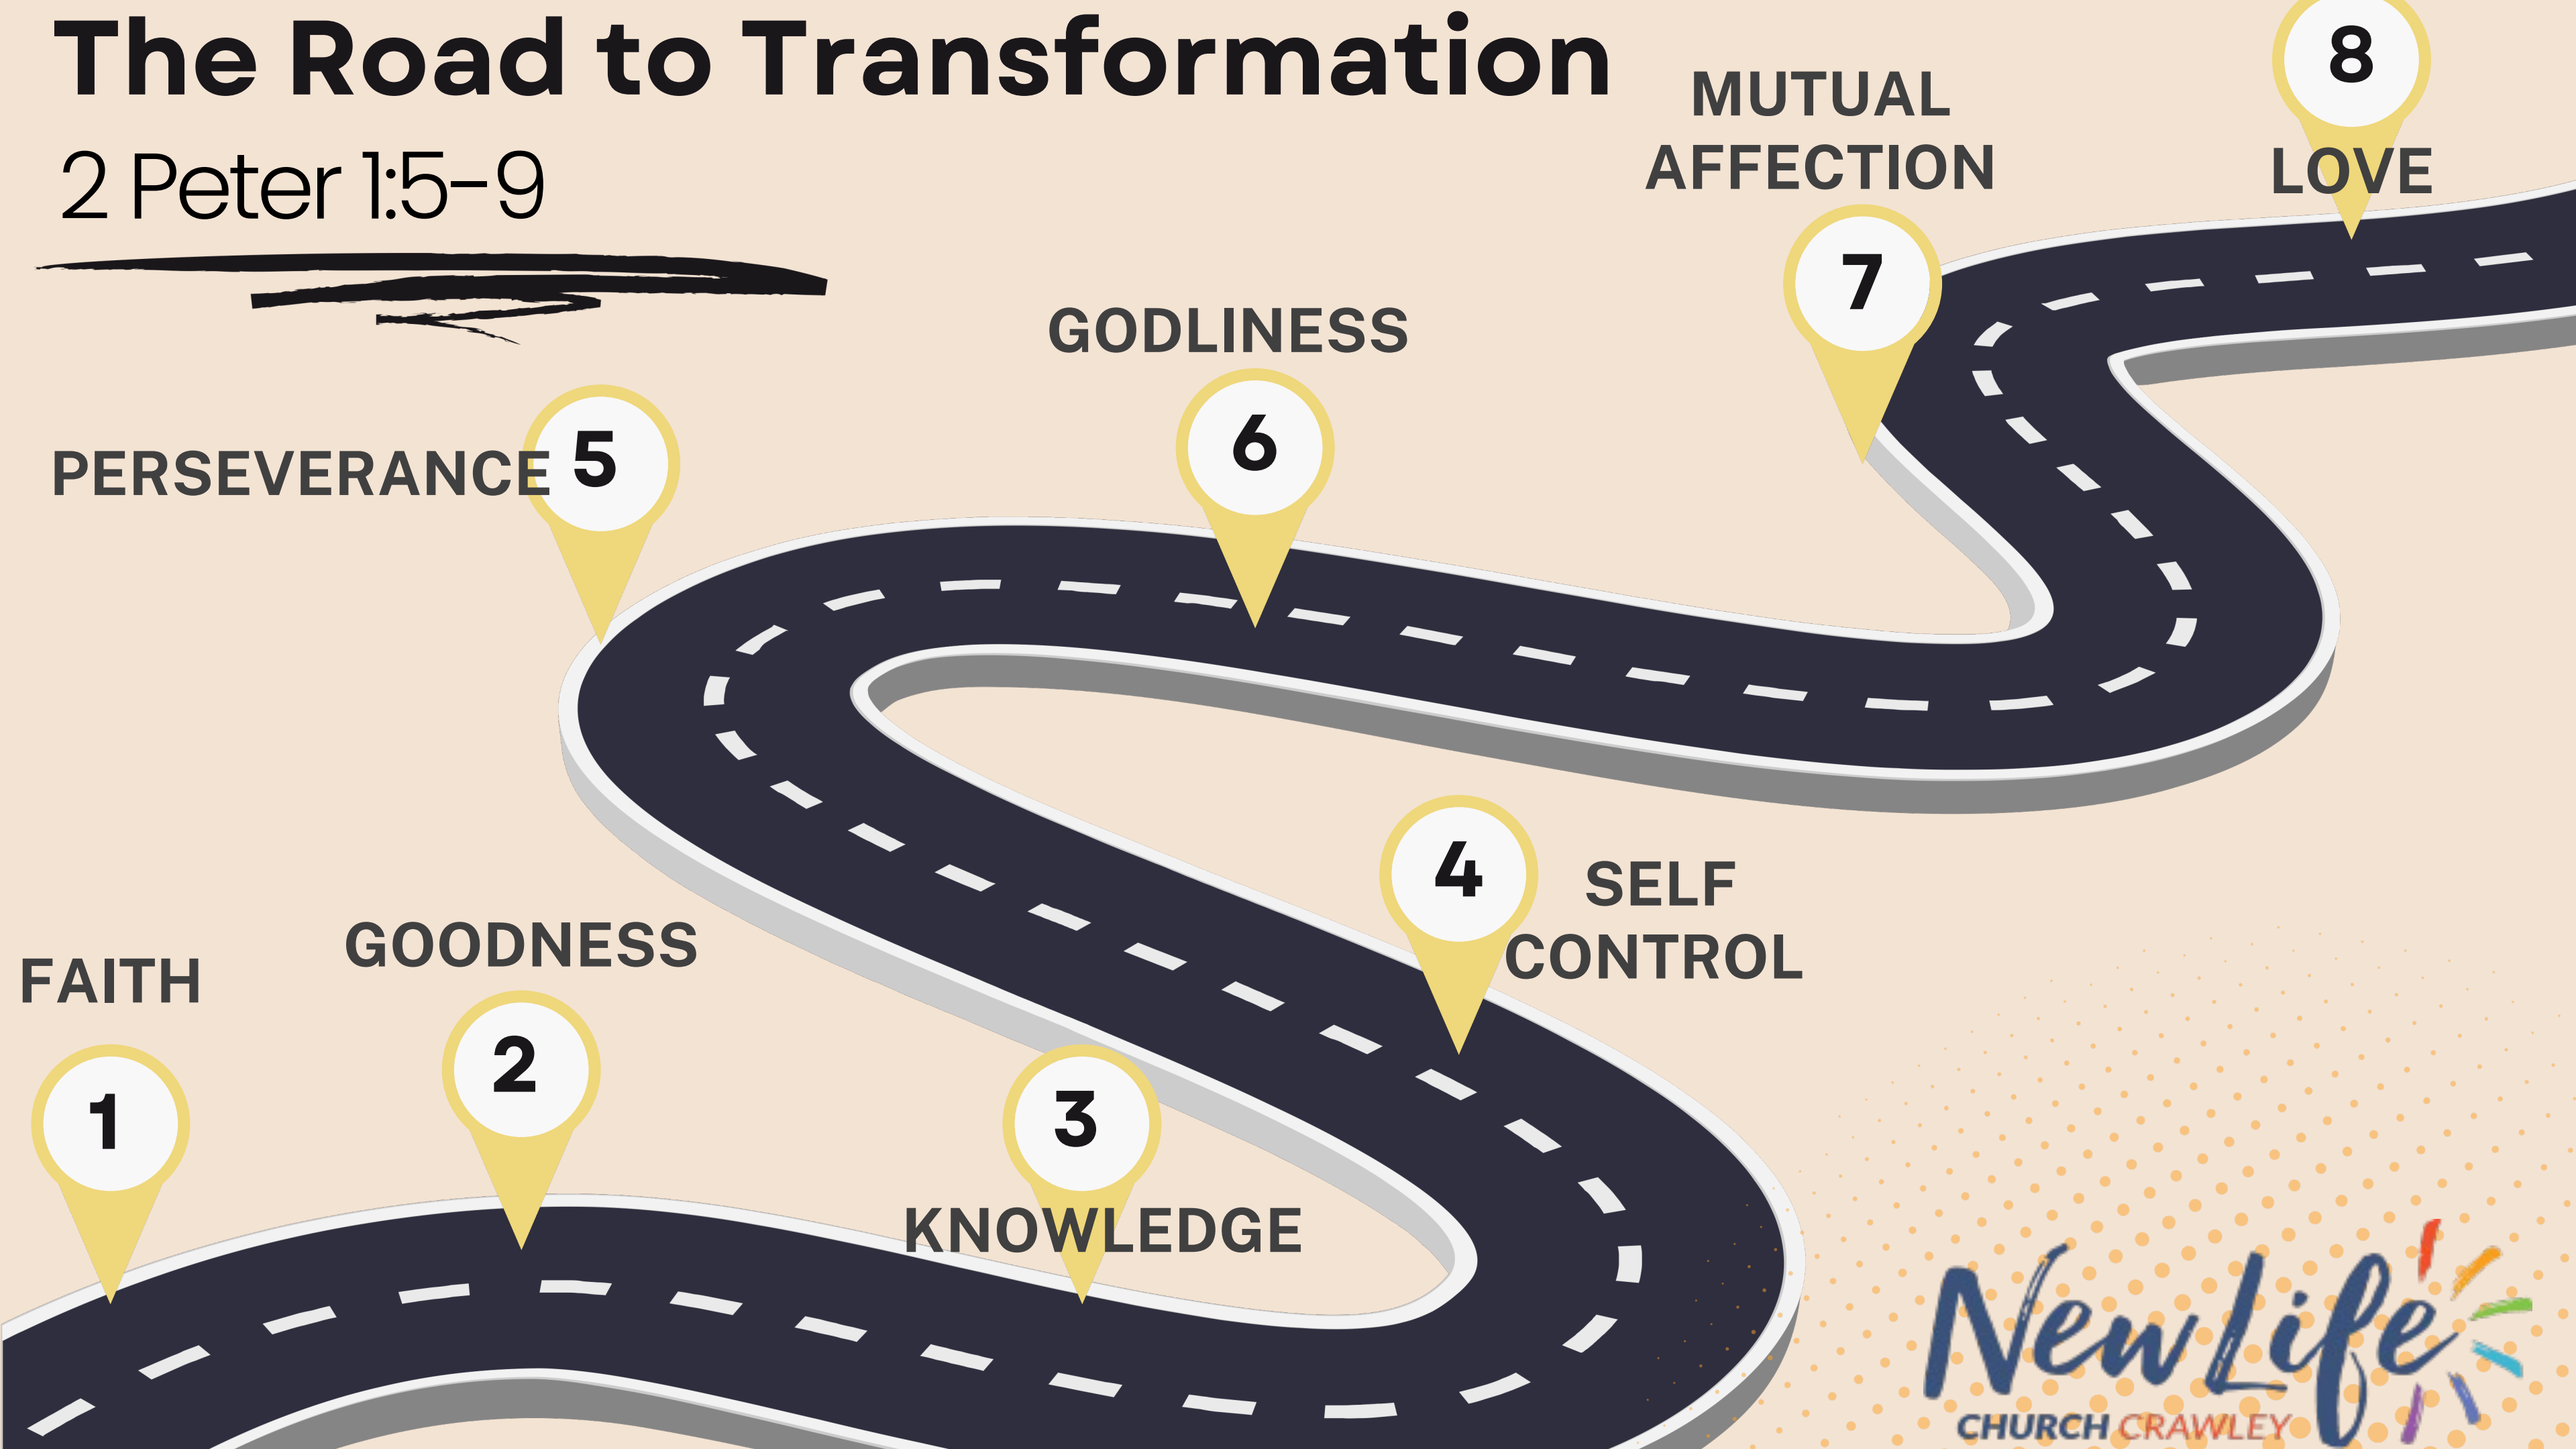 The Road to Transformation
2 Peter 1:5-9
8
MUTUAL
AFFECTION
LOVE
7
GODLINESS
6
PERSEVERANCE
5
4
SELF
CONTROL
GOODNESS
FAITH
2
1
3
KNOWLEDGE
New Life
CHURCH CRAWLEY